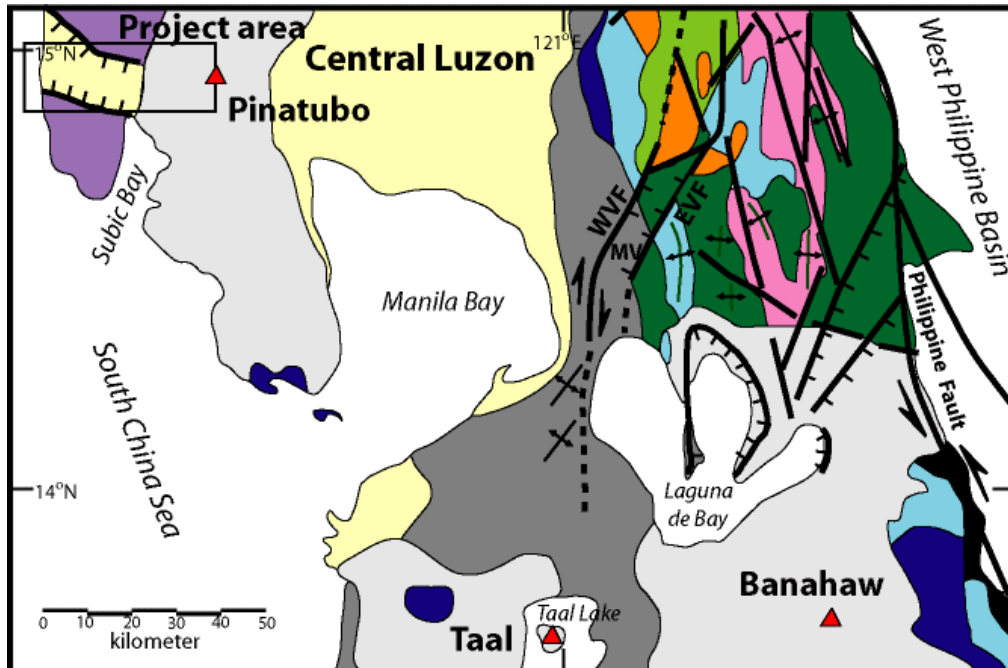 Project area
15°N
Central Luzon
121°E
Pinatubo
West Philippine Basin
Subic Bay
WVF
EVF
MV
Manila Bay
Philippine Fault
South China Sea
14°N
Laguna
de Bay
Banahaw
Taal Lake
Taal
0 10 20 30 40 50
kilometer